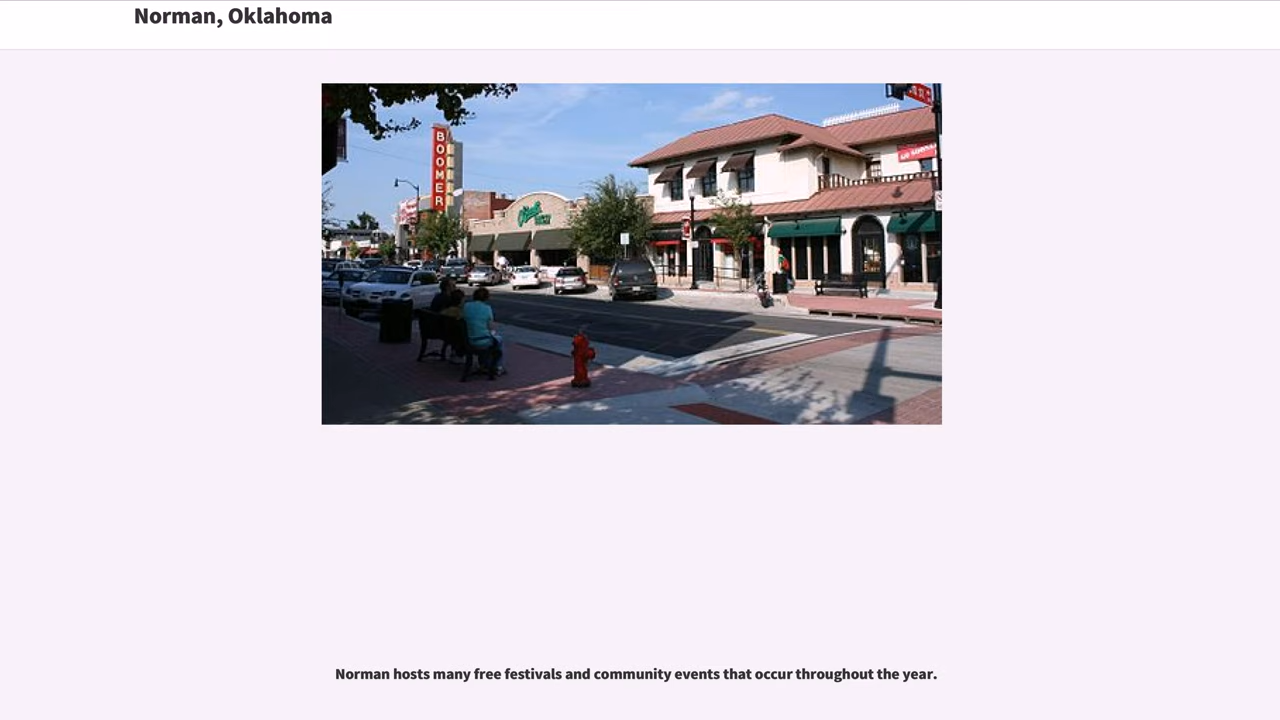 Norman, Oklahoma
BOOMER
Norman hosts many free festivals and community events that occur throughout the year.